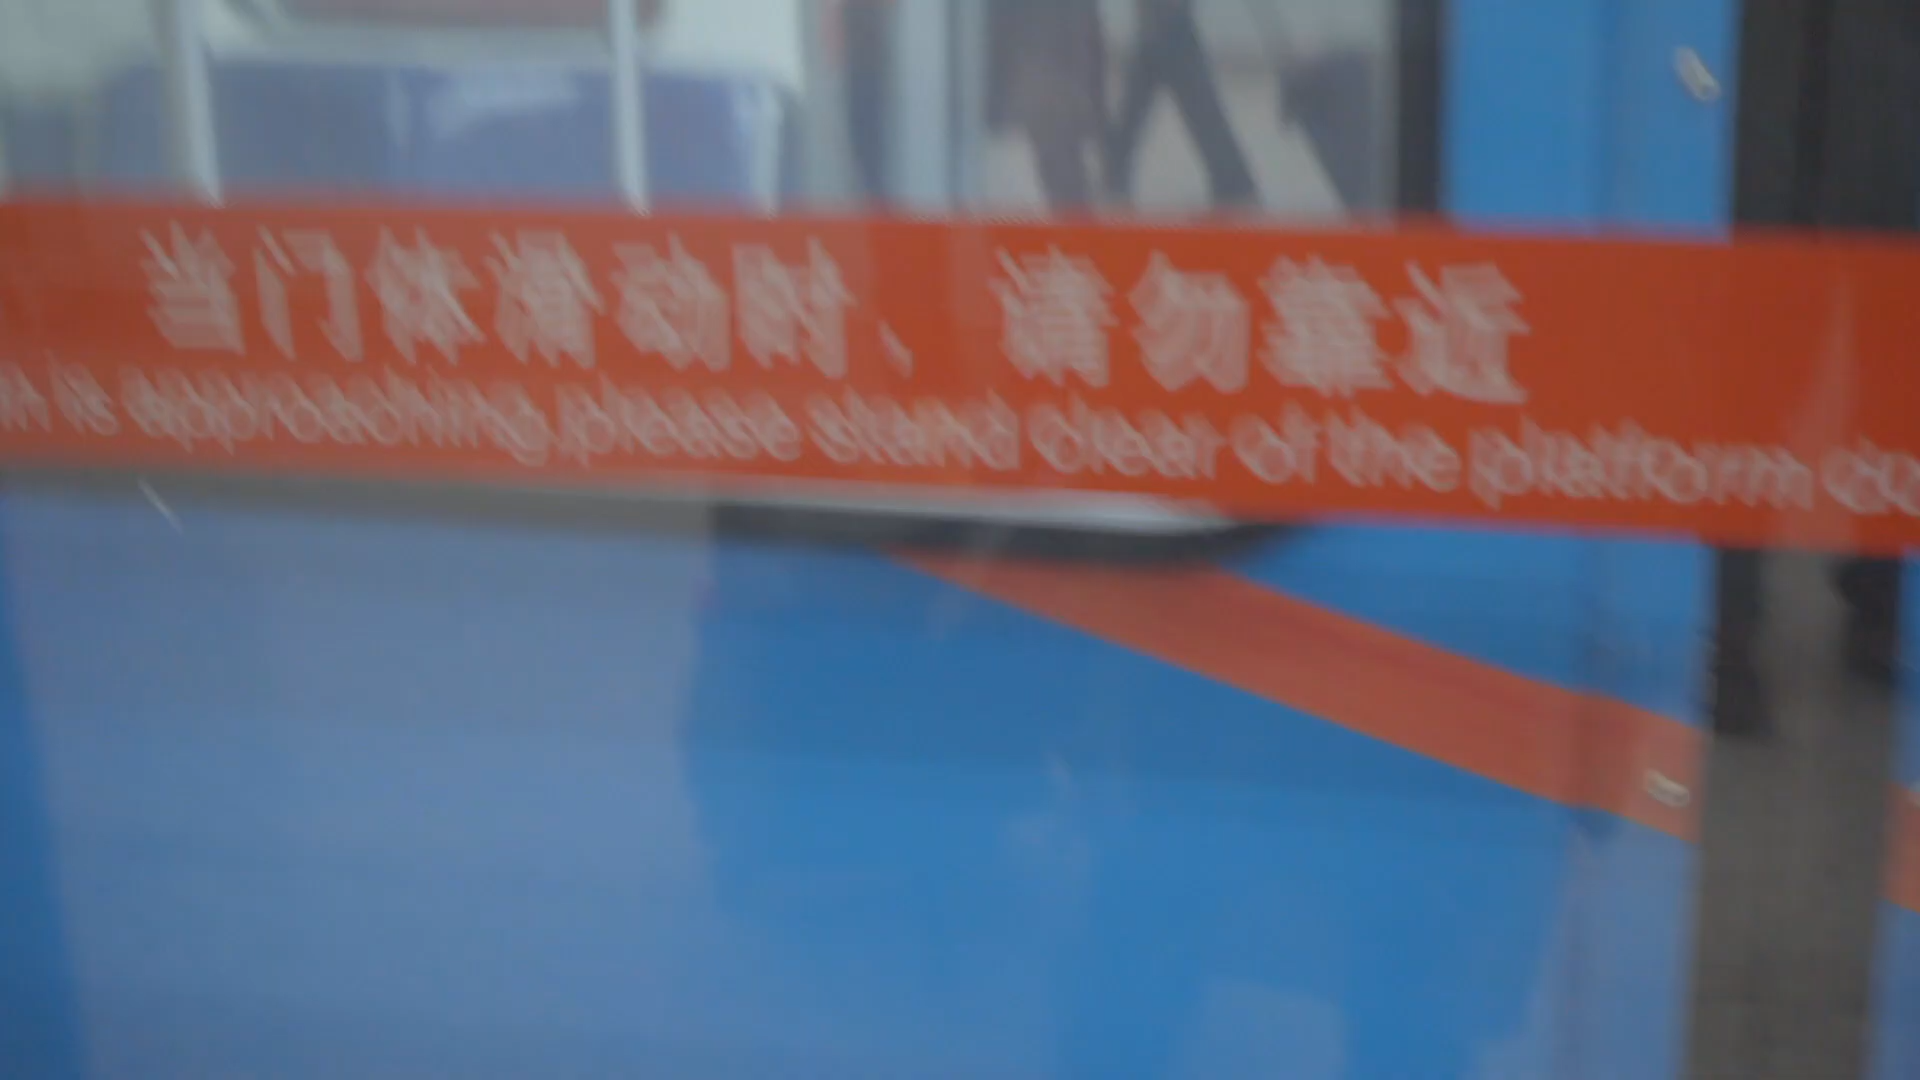 当门体滑动时、请勿靠近
is approaching,please stand clear of the platform